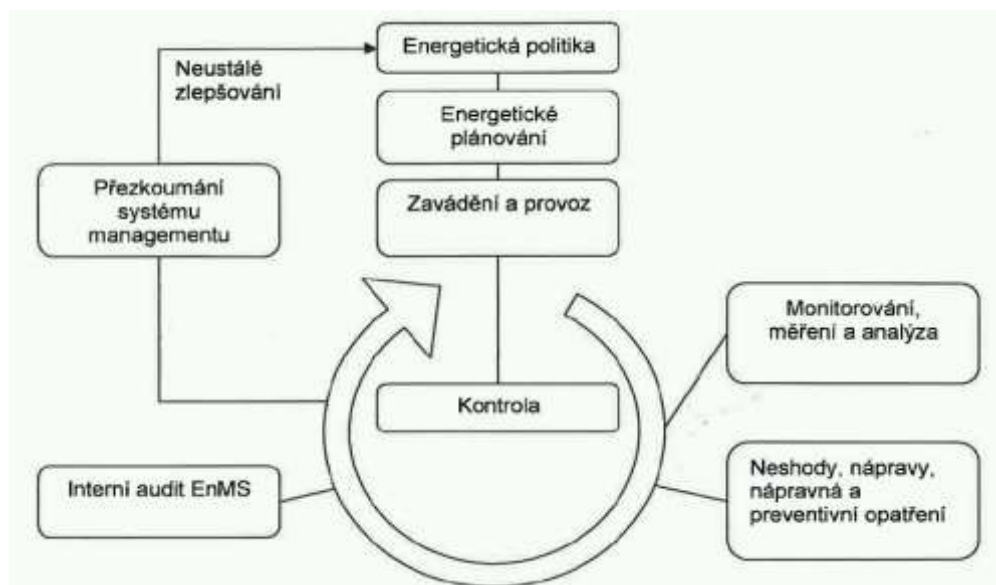 Energetická politika
Neustálé
zlepšování
Energetické
plánování
Přezkoumání
systému
managementu
Zavádění a provoz
Monitorování,
měření a analýza
Kontrola
Interní audit EnMS
Neshody, nápravy,
nápravná a
preventivní opatření